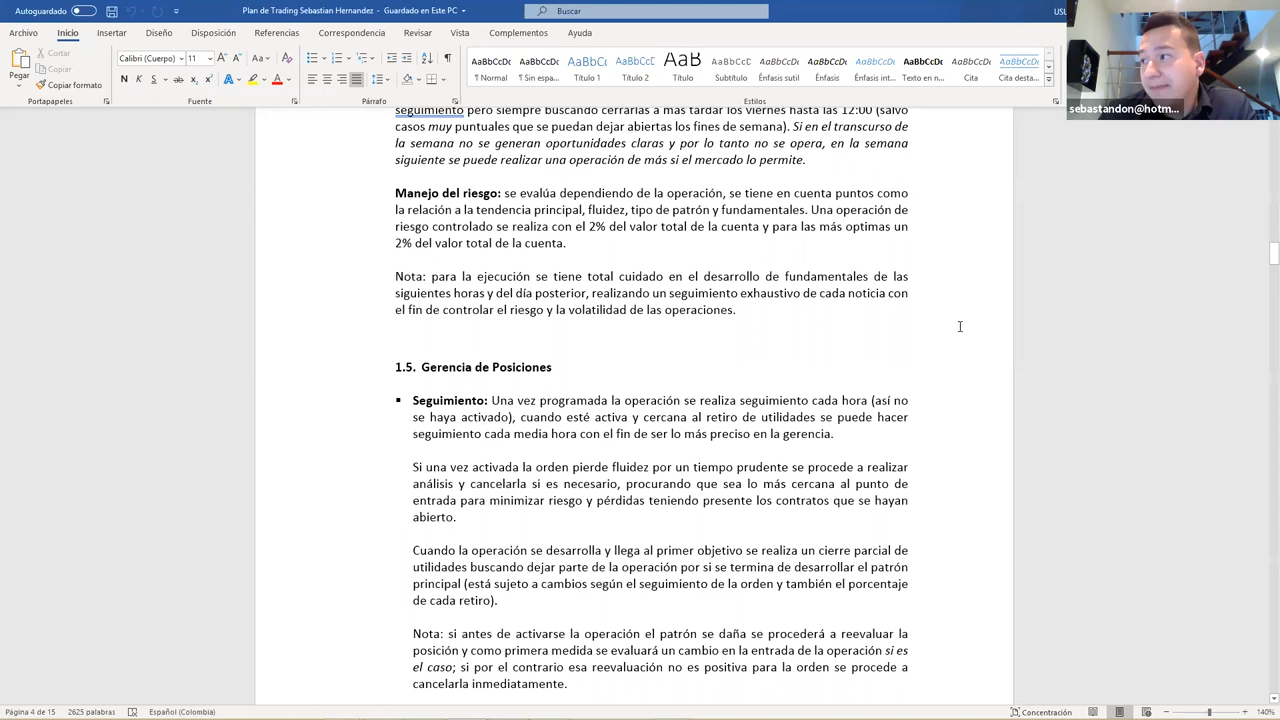 Autoguardado
Plan de Trading Sebastian Hernandez - Guardado en Este PC
Buscar
Archivo Inicio Insertar Diseño Disposición Referencias Correspondencia Revisar Vista Complementos Ayuda
Pegar
Cortar
Copiar
Copiar formato
Portapapeles
Calibri (Cuerpo) 11
N K S
Fuente
Párrafo
AaBbCcDc AaBbCcDc AaBbCc AaBbCcD AaB AaBbCcD AaBbCcDt AaBbCcDt AaBbCcDt AaBbCcDc AaBbCcDt AaBbCcDt
¶ Normal ¶ Sin espa... Título 1 Título 2 Título Subtítulo Énfasis sutil Énfasis Énfasis int... Texto en n... Cita Cita desta...
Estilos
sebastandon@hotm...
seguimiento pero siempre buscando cerrarlas a más tardar los viernes hasta las 12:00 (salvo
casos muy puntuales que se puedan dejar abiertas los fines de semana). Si en el transcurso de
la semana no se generan oportunidades claras y por lo tanto no se opera, en la semana
siguiente se puede realizar una operación de más si el mercado lo permite.
Manejo del riesgo: se evalúa dependiendo de la operación, se tiene en cuenta puntos como
la relación a la tendencia principal, fluidez, tipo de patrón y fundamentales. Una operación de
riesgo controlado se realiza con el 2% del valor total de la cuenta y para las más optimas un
2% del valor total de la cuenta.
Nota: para la ejecución se tiene total cuidado en el desarrollo de fundamentales de las
siguientes horas y del día posterior, realizando un seguimiento exhaustivo de cada noticia con
el fin de controlar el riesgo y la volatilidad de las operaciones.
1.5. Gerencia de Posiciones
▪ Seguimiento: Una vez programada la operación se realiza seguimiento cada hora (así no
se haya activado), cuando esté activa y cercana al retiro de utilidades se puede hacer
seguimiento cada media hora con el fin de ser lo más preciso en la gerencia.
Si una vez activada la orden pierde fluidez por un tiempo prudente se procede a realizar
análisis y cancelarla si es necesario, procurando que sea lo más cercana al punto de
entrada para minimizar riesgo y pérdidas teniendo presente los contratos que se hayan
abierto.
Cuando la operación se desarrolla y llega al primer objetivo se realiza un cierre parcial de
utilidades buscando dejar parte de la operación por si se termina de desarrollar el patrón
principal (está sujeto a cambios según el seguimiento de la orden y también el porcentaje
de cada retiro).
Nota: si antes de activarse la operación el patrón se daña se procederá a reevaluar la
posición y como primera medida se evaluará un cambio en la entrada de la operación si es
el caso; si por el contrario esa reevaluación no es positiva para la orden se procede a
cancelarla inmediatamente.
Página 4 de 15 2625 palabras Español (Colombia) Concentración 140%